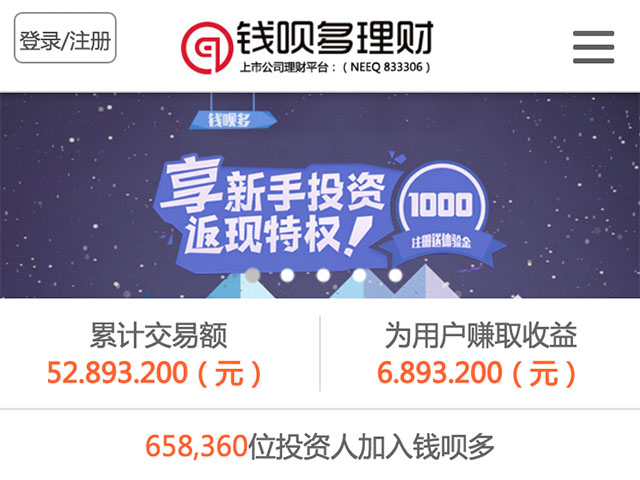 登录/注册
钱呗多理财
上市公司理财平台：（NEEQ 833306）
钱呗多
享新手投资
返现特权！
1000
注册送体验金
累计交易额
52.893.200（元）
为用户赚取收益
6.893.200（元）
658,360位投资人加入钱呗多